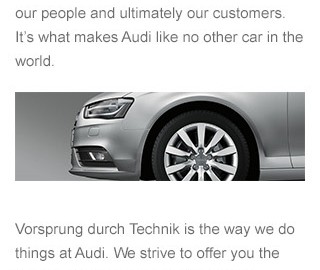 our people and ultimately our customers.
It’s what makes Audi like no other car in the
world.
Vorsprung durch Technik is the way we do
things at Audi. We strive to offer you the